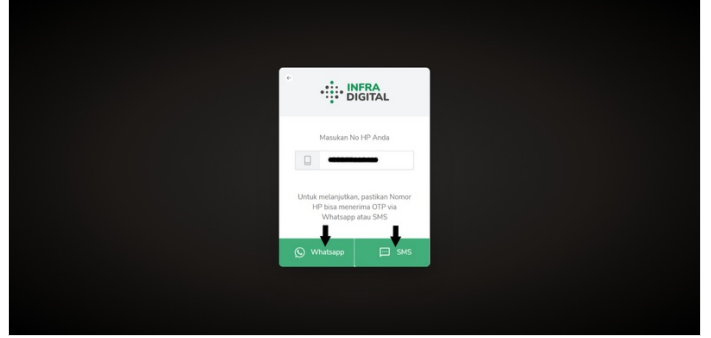 INFRA
DIGITAL
Masukan No HP Anda
Untuk melanjutkan, pastikan Nomor
HP bisa menerima OTP via
Whatsapp atau SMS
Whatsapp
SMS